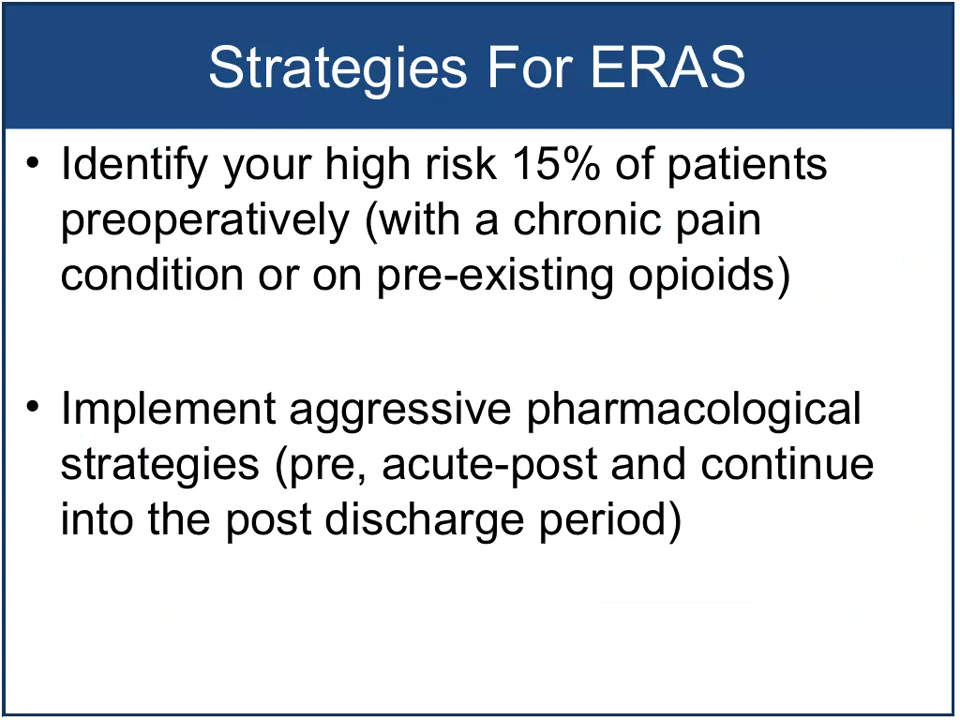 Strategies For ERAS
• Identify your high risk 15% of patients
preoperatively (with a chronic pain
condition or on pre-existing opioids)
• Implement aggressive pharmacological
strategies (pre, acute-post and continue
into the post discharge period)